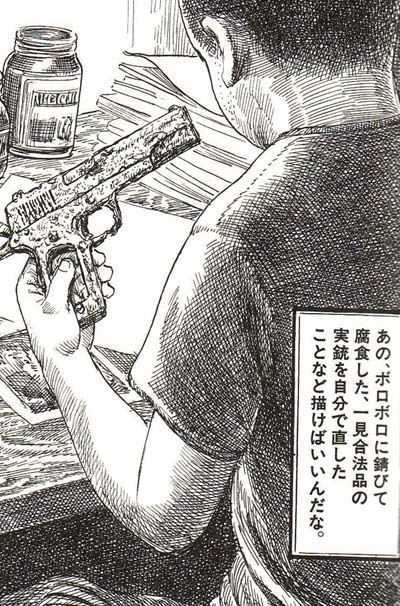 あの、ボロボロに錆びて
腐食した、一見合法品の
実銃を自分で直した
ことなど描けばいいんだな。